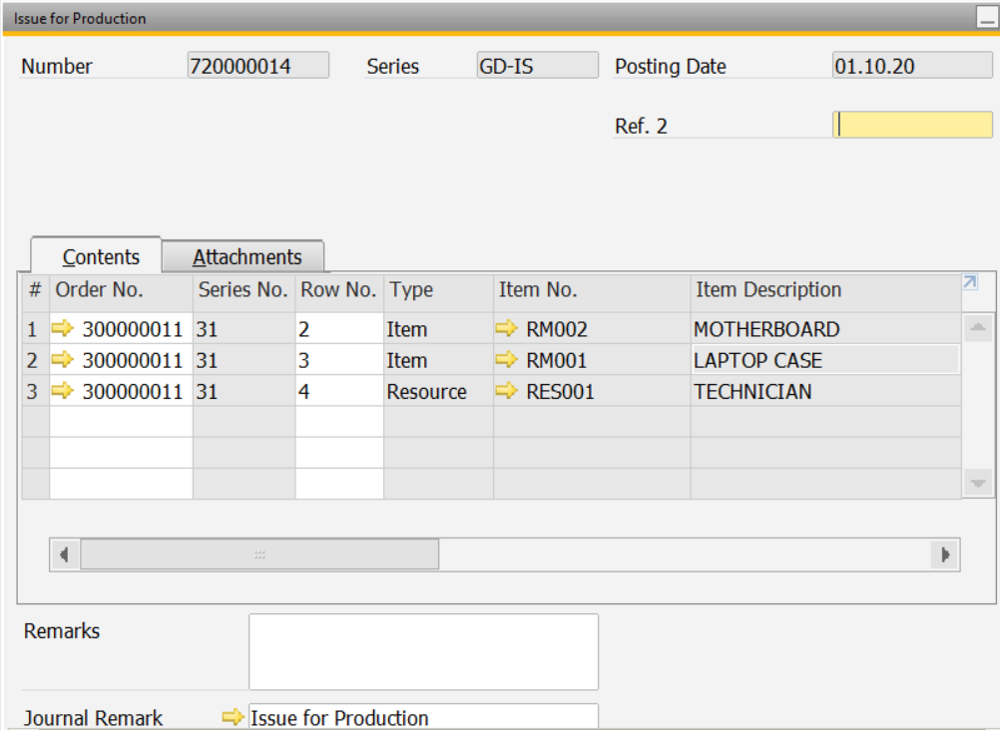 Issue for Production
Number 720000014 Series GD-IS Posting Date 01.10.20
Ref. 2
Contents Attachments
# Order No. Series No. Row No. Type Item No. Item Description
1 300000011 31 2 Item RM002 MOTHERBOARD
2 300000011 31 3 Item RM001 LAPTOP CASE
3 300000011 31 4 Resource RES001 TECHNICIAN
Remarks
Journal Remark Issue for Production